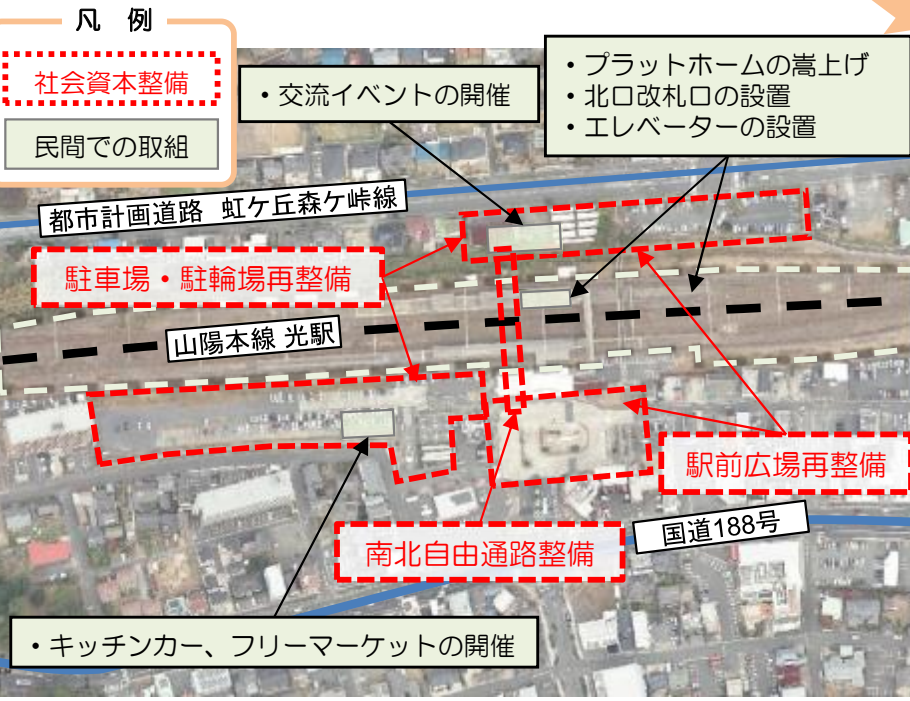 凡 例
社会資本整備
民間での取組
・交流イベントの開催
・プラットホームの嵩上げ
・北口改札口の設置
・エレベーターの設置
都市計画道路 虹ケ丘森ケ峠線
駐車場・駐輪場再整備
山陽本線 光駅
駅前広場再整備
国道188号
南北自由通路整備
・キッチンカー、フリーマーケットの開催